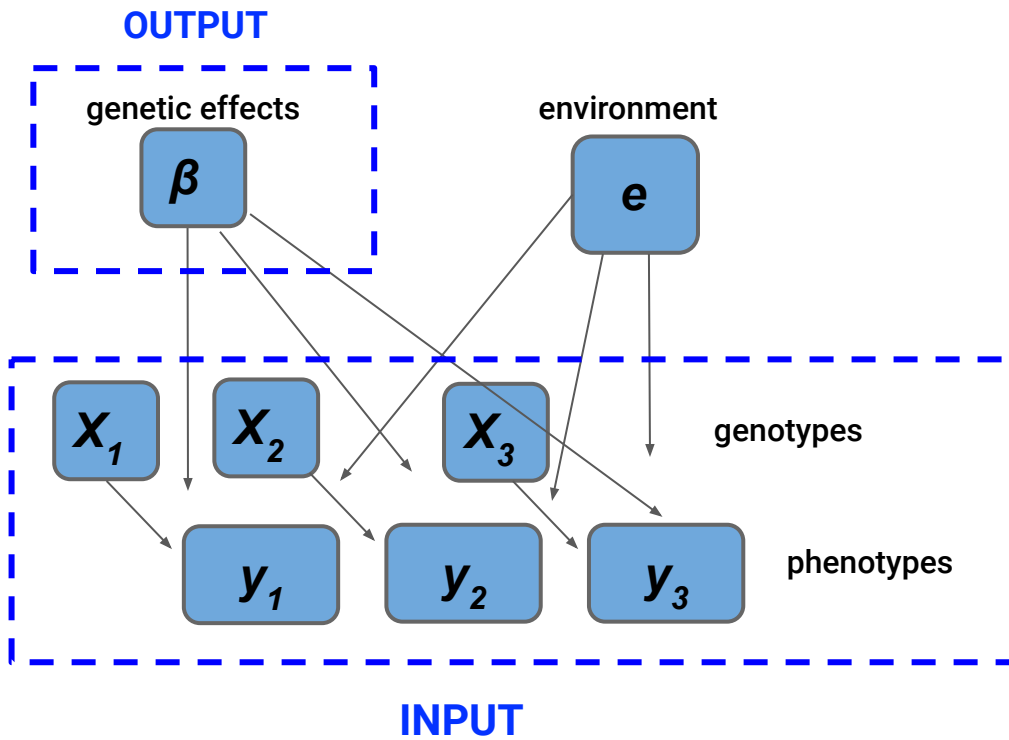 OUTPUT
genetic effects
environment
β
e
X1
X2
X3
genotypes
y1
y2
y3
phenotypes
INPUT